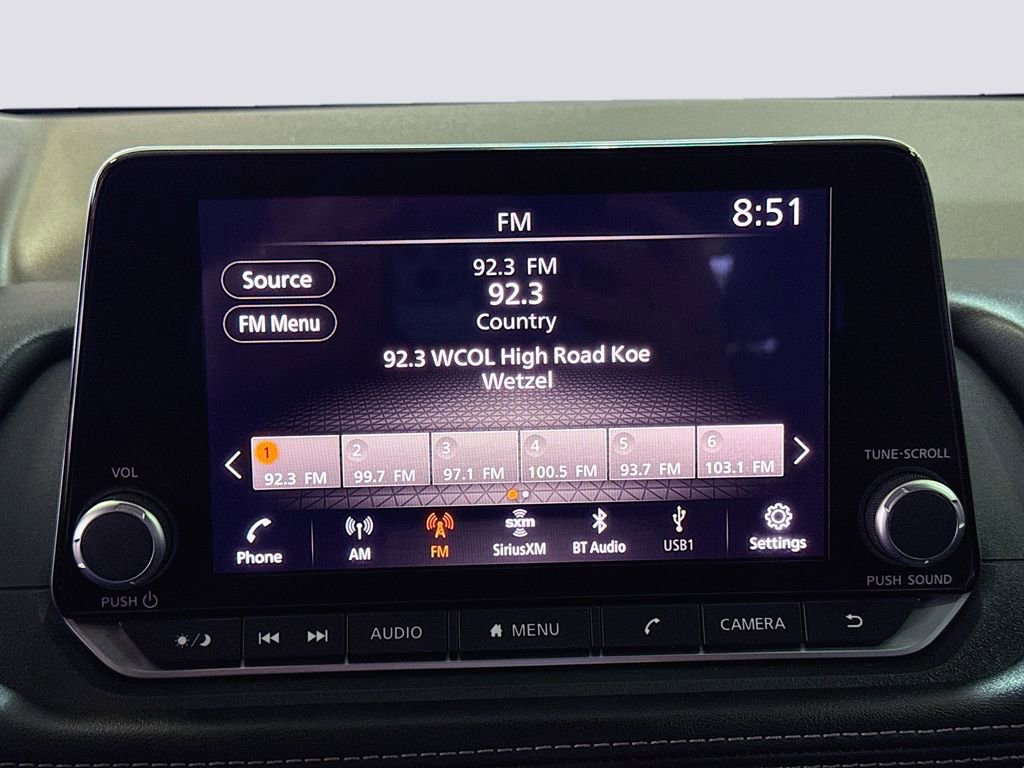 FM
8:51
Source
FM Menu
92.3 FM
92.3
Country
92.3 WCOL High Road Koe
Wetzel
1 2 3 4 5 6
92.3 FM 99.7 FM 97.1 FM 100.5 FM 93.7 FM 103.1 FM
Phone AM FM sxm SiriusXM BT Audio USB1 Settings
VOL
PUSH
TUNE·SCROLL
PUSH SOUND
AUDIO MENU CAMERA